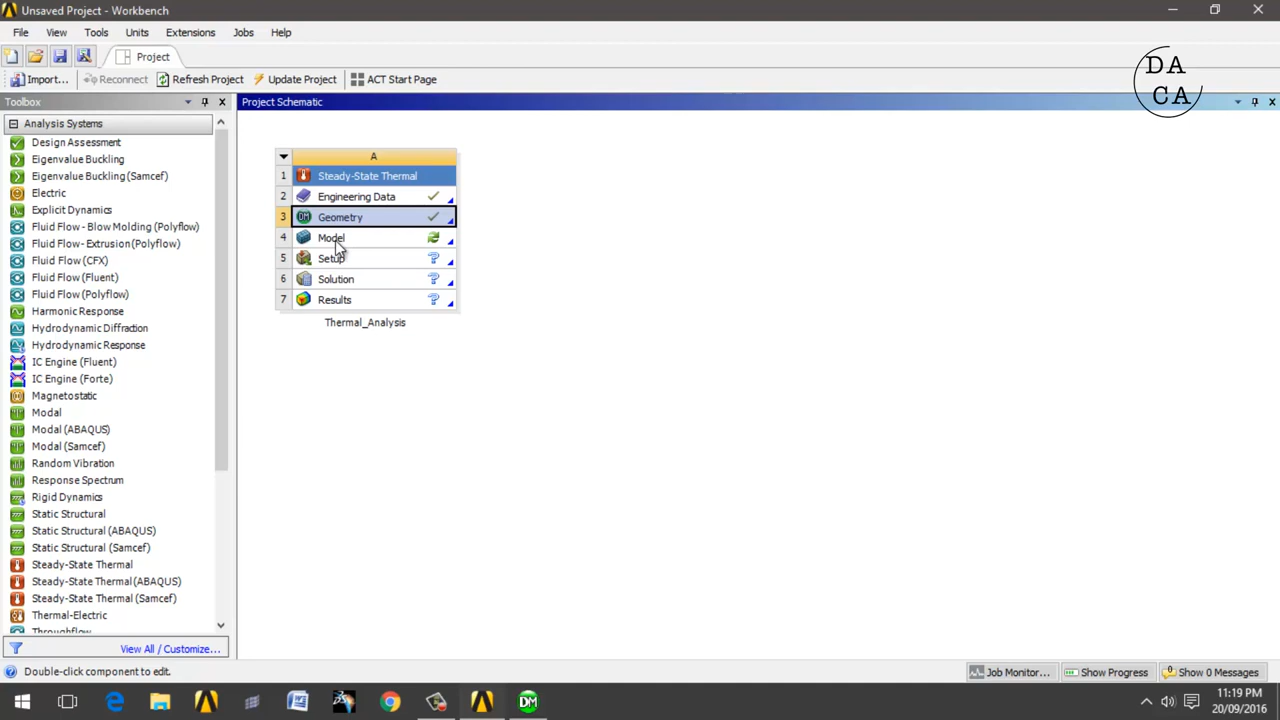 Unsaved Project - Workbench
File View Tools Units Extensions Jobs Help
Project
Import... Reconnect Refresh Project Update Project ACT Start Page
DA
CA
Toolbox
Project Schematic
Analysis Systems
Design Assessment
Eigenvalue Buckling
Eigenvalue Buckling (Samcef)
Electric
Explicit Dynamics
Fluid Flow - Blow Molding (Polyflow)
Fluid Flow - Extrusion (Polyflow)
Fluid Flow (CFX)
Fluid Flow (Fluent)
Fluid Flow (Polyflow)
Harmonic Response
Hydrodynamic Diffraction
Hydrodynamic Response
IC Engine (Fluent)
IC Engine (Forte)
Magnetostatic
Modal
Modal (ABAQUS)
Modal (Samcef)
Random Vibration
Response Spectrum
Rigid Dynamics
Static Structural
Static Structural (ABAQUS)
Static Structural (Samcef)
Steady-State Thermal
Steady-State Thermal (ABAQUS)
Steady-State Thermal (Samcef)
Thermal-Electric
Throughflow
View All / Customize...
A
1 Steady-State Thermal
2 Engineering Data
3 DM Geometry
4 Model
5 Setup
6 Solution
7 Results
Thermal_Analysis
Double-click component to edit.
Job Monitor... Show Progress Show 0 Messages
DM
11:19 PM
20/09/2016